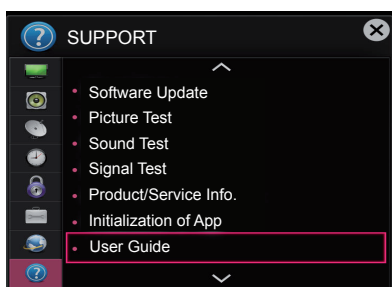 SUPPORT
Software Update
Picture Test
Sound Test
Signal Test
Product/Service Info.
Initialization of App
User Guide